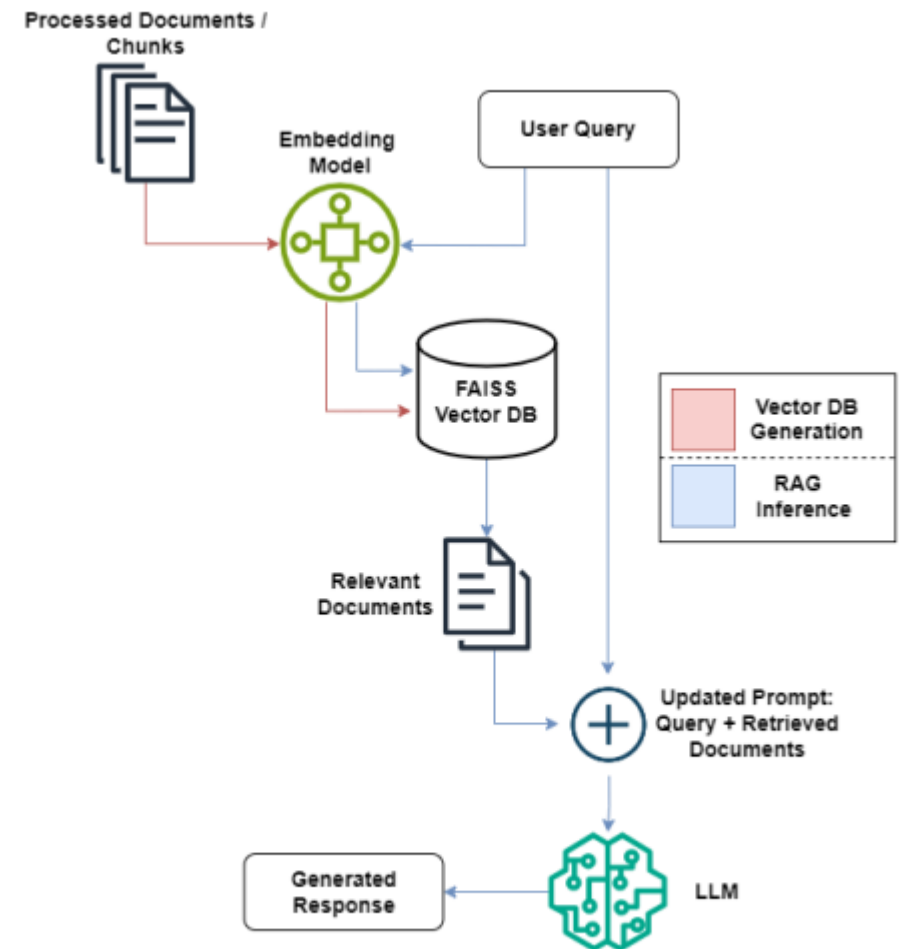 Processed Documents /
Chunks
User Query
Embedding
Model
FAISS
Vector DB
Vector DB
Generation
RAG
Inference
Relevant
Documents
Updated Prompt:
Query + Retrieved
Documents
LLM
Generated
Response